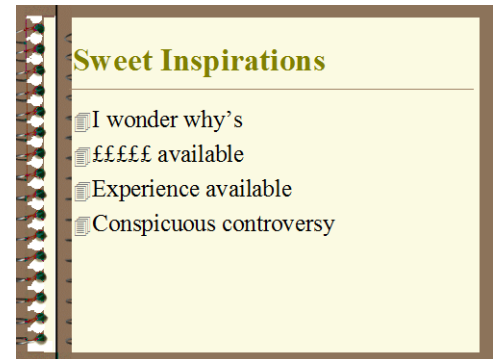 Sweet Inspirations
I wonder why’s
£££££ available
Experience available
Conspicuous controversy